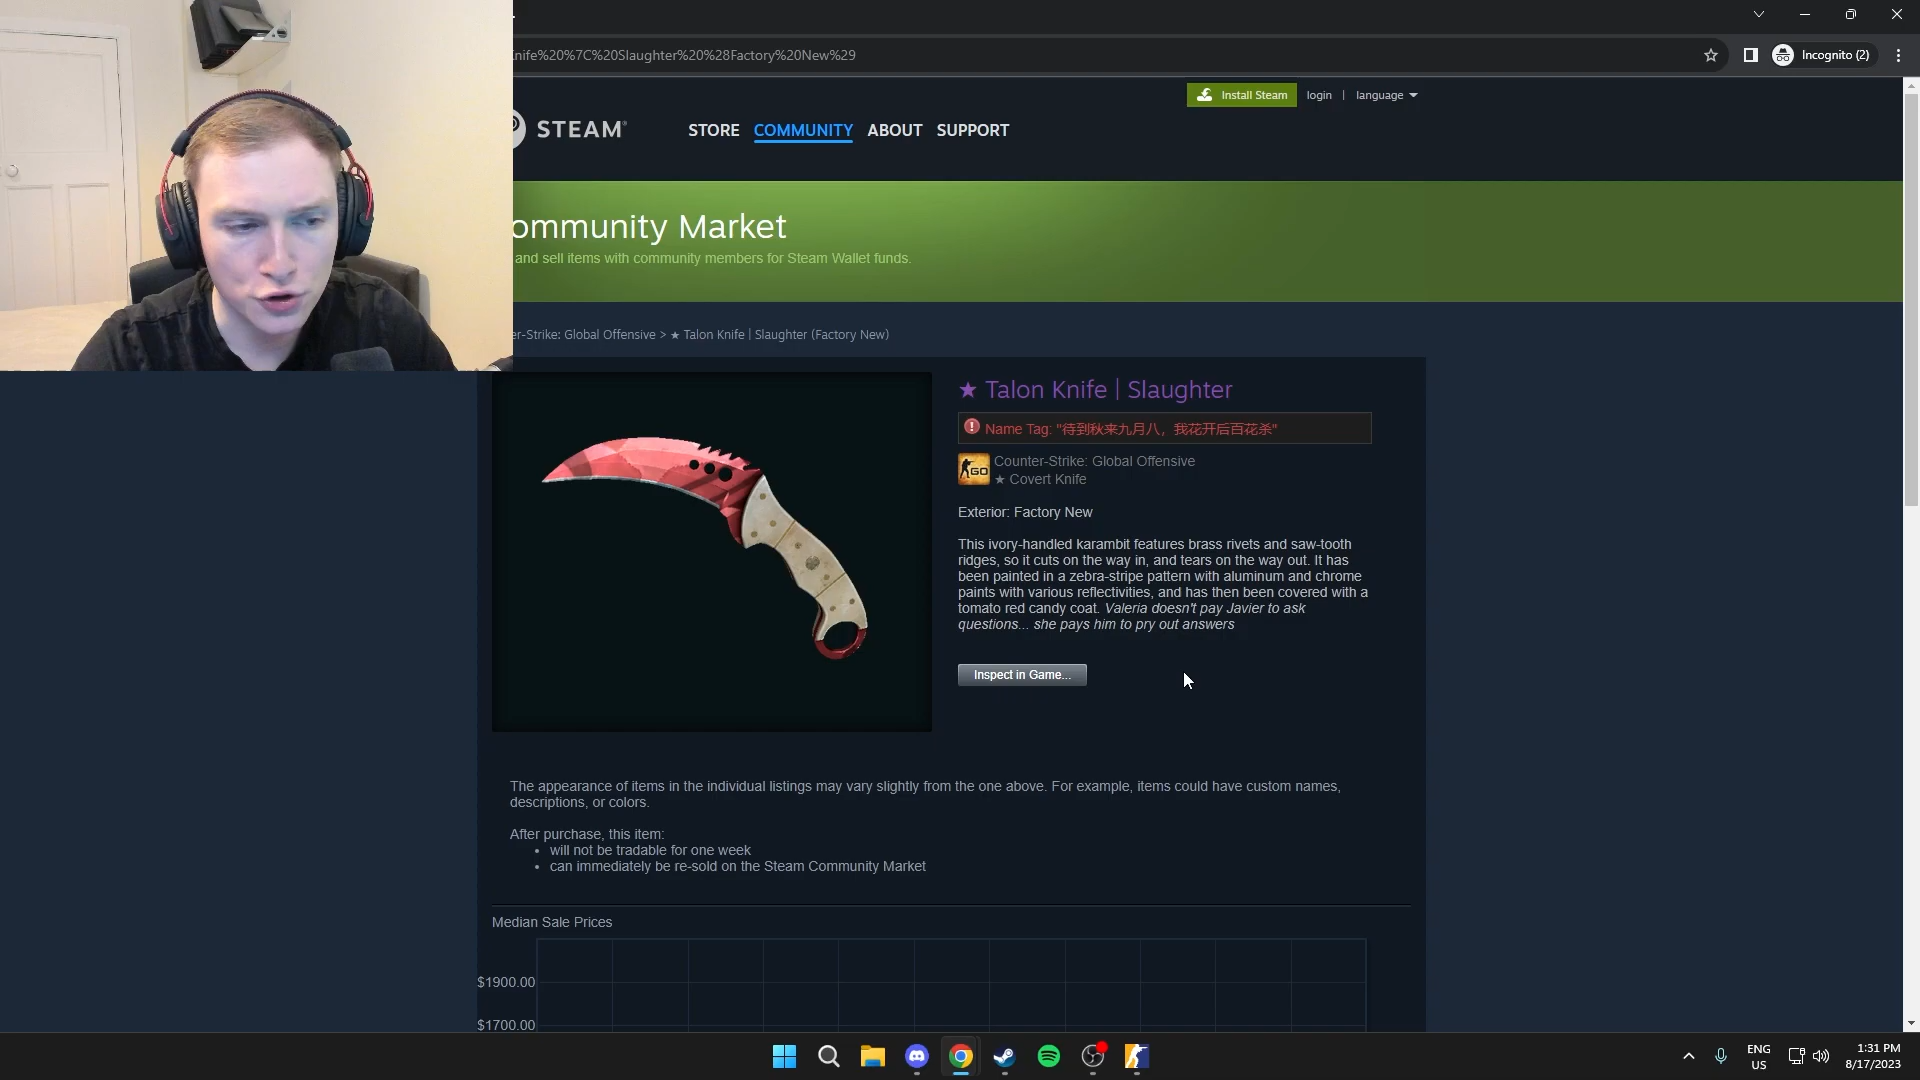 nife%20%7C%20Slaughter%20%28Factory%20New%29
Incognito (2)
Install Steam login | language
STEAM®
STORE COMMUNITY ABOUT SUPPORT
ommunity Market
and sell items with community members for Steam Wallet funds.
er-Strike: Global Offensive > ★ Talon Knife | Slaughter (Factory New)
★ Talon Knife | Slaughter
Name Tag: "待到秋来九月八，我花开后百花杀"
GO
Counter-Strike: Global Offensive
★ Covert Knife
Exterior: Factory New
This ivory-handled karambit features brass rivets and saw-tooth
ridges, so it cuts on the way in, and tears on the way out. It has
been painted in a zebra-stripe pattern with aluminum and chrome
paints with various reflectivities, and has then been covered with a
tomato red candy coat. Valeria doesn't pay Javier to ask
questions... she pays him to pry out answers
Inspect in Game...
The appearance of items in the individual listings may vary slightly from the one above. For example, items could have custom names,
descriptions, or colors.
After purchase, this item:
• will not be tradable for one week
• can immediately be re-sold on the Steam Community Market
Median Sale Prices
$1900.00
$1700.00
ENG
US
1:31 PM
8/17/2023